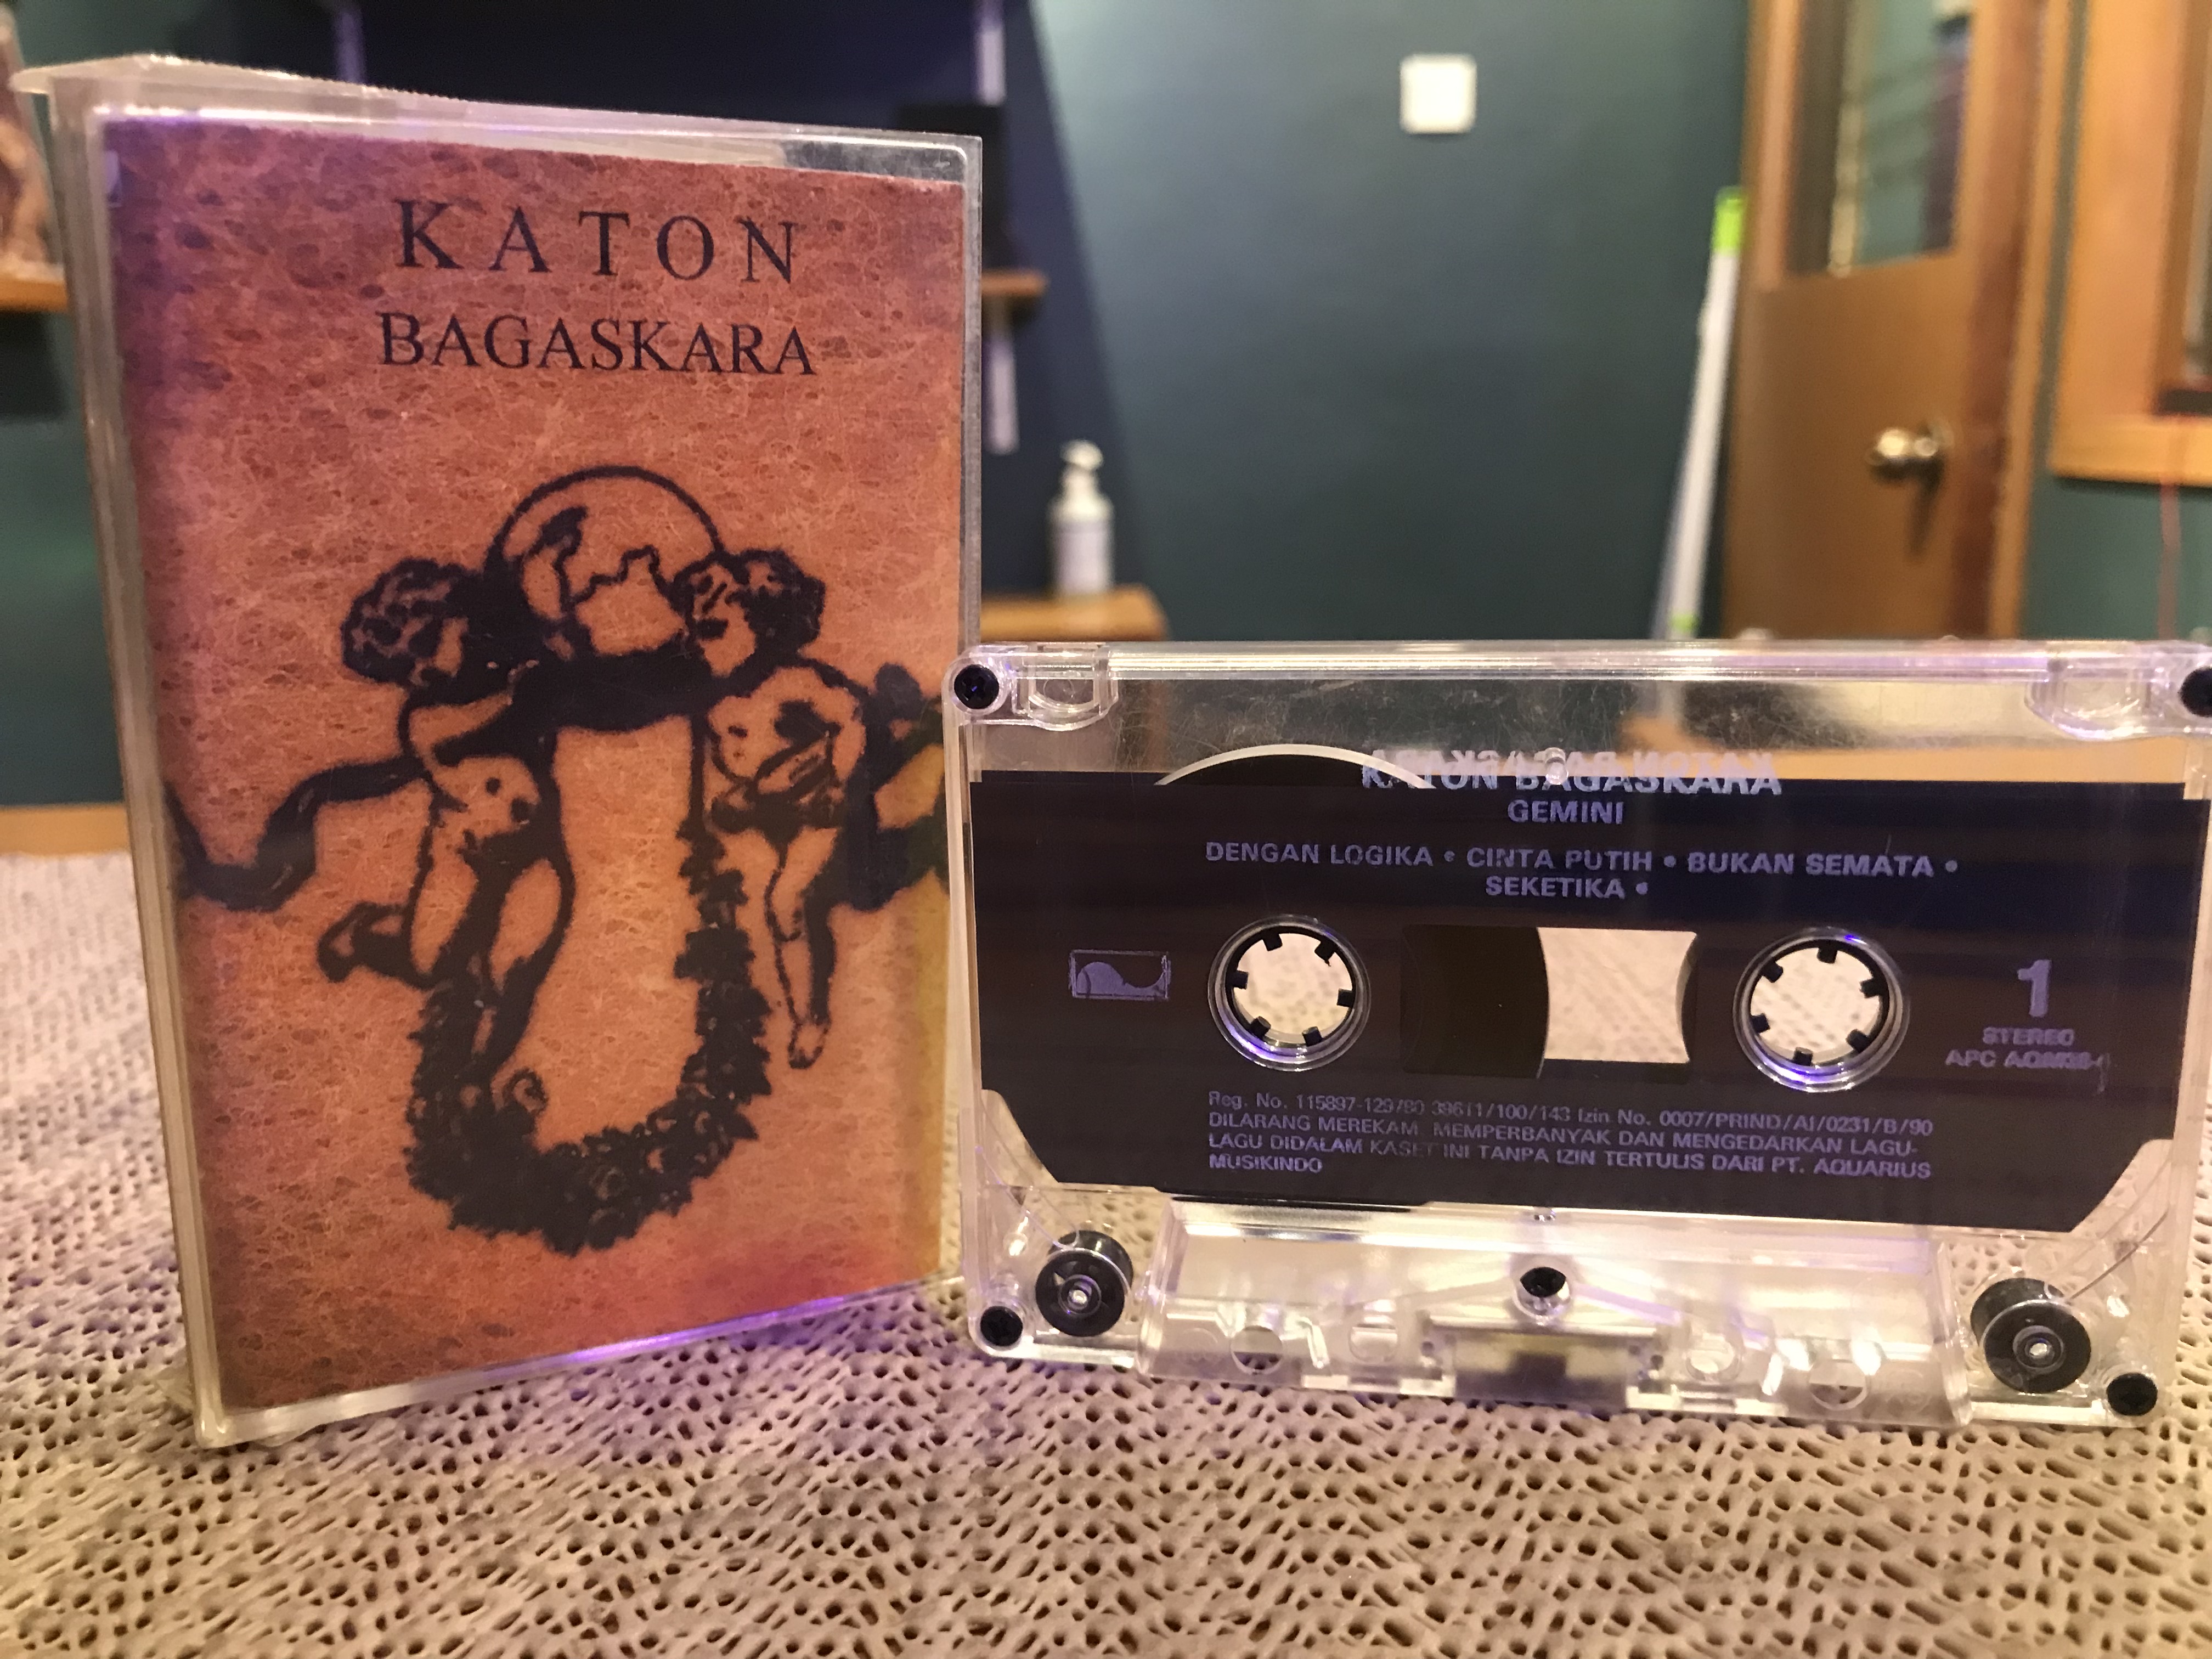 KATON
BAGASKARA
KATON BAGASKARA
GEMINI
DENGAN LOGIKA • CINTA PUTIH • BUKAN SEMATA •
SEKETIKA •
1
STEREO
APC
Reg. No. 115897-129/80 39611/100/143 Izin No. 0007/PRIND/AI/0231/B/90
DILARANG MEREKAM MEMPERBANYAK DAN MENGEDARKAN LAGU-
LAGU DIDALAM KASET INI TANPA IZIN TERTULIS DARI PT. AQUARIUS
MUSIKINDO